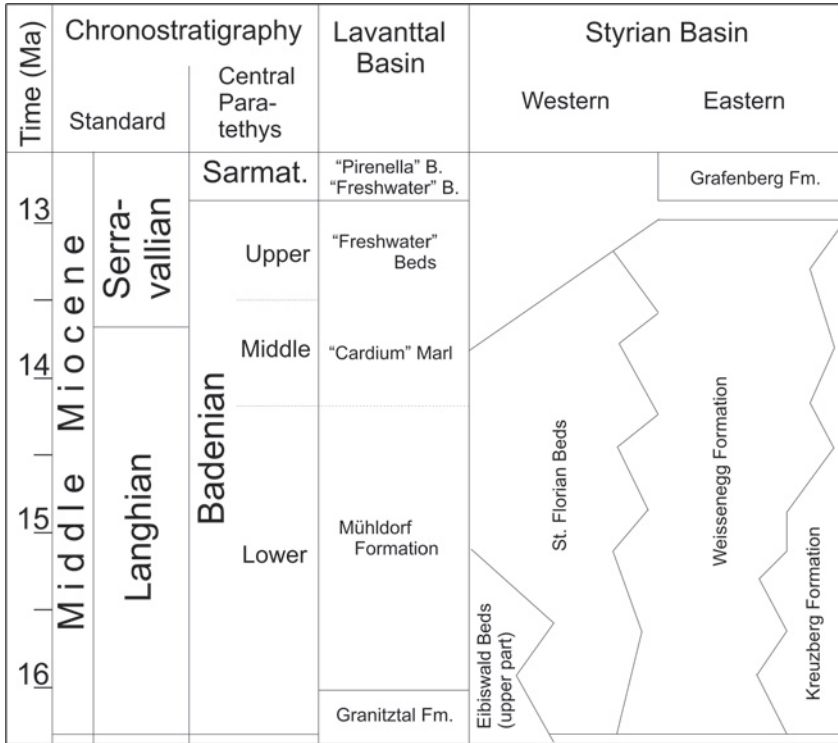 Time (Ma)
Chronostratigraphy
Standard
Central
Para-
tethys
Lavanttal
Basin
Styrian Basin
Western
Eastern
13
14
15
16
Middle Miocene
Serra-
vallian
Langhian
Sarmat.
Badenian
Upper
Middle
Lower
"Pirenella" B.
"Freshwater" B.
"Freshwater"
Beds
"Cardium" Marl
Mühldorf
Formation
Granitztal Fm.
Eibiswald Beds
(upper part)
St. Florian Beds
Weissenegg Formation
Grafenberg Fm.
Kreuzberg Formation